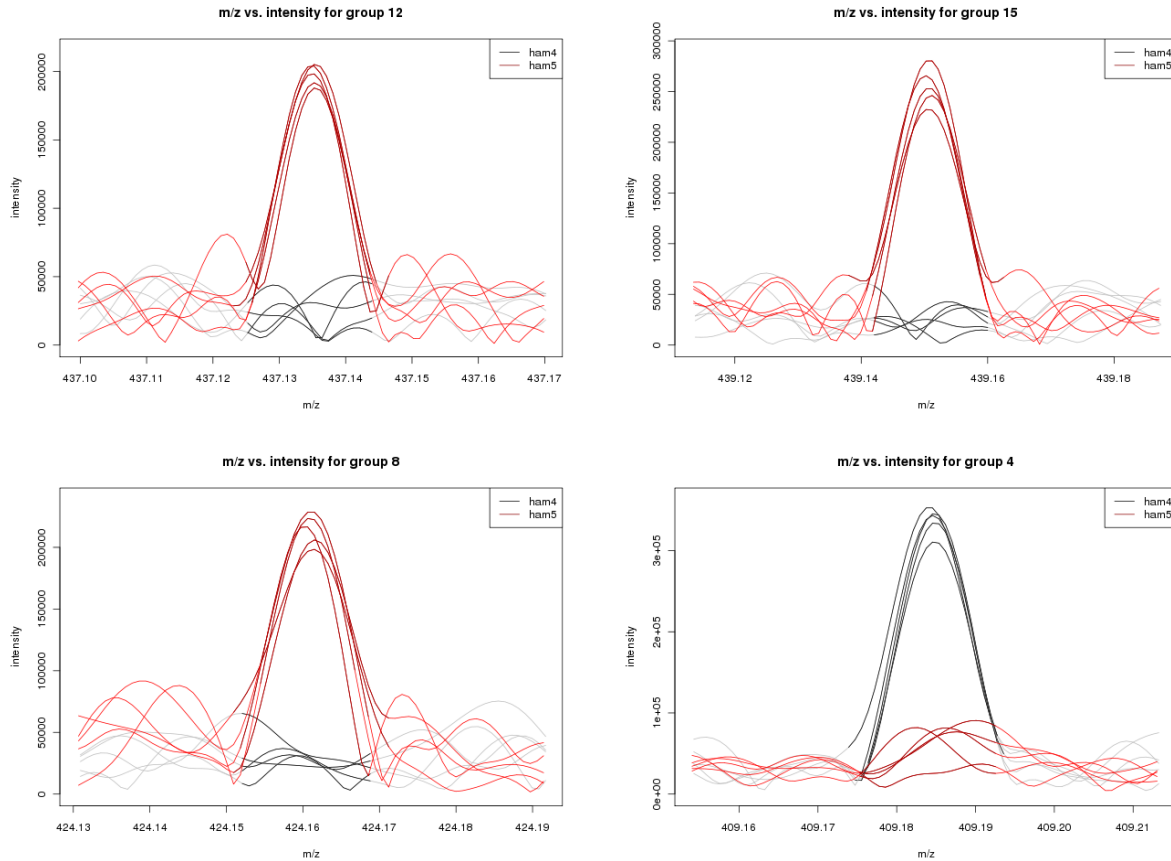 m/z vs. intensity for group 12
ham4
ham5
200000
150000
100000
50000
0
intensity
437.10 437.11 437.12 437.13 437.14 437.15 437.16 437.17
m/z
m/z vs. intensity for group 15
ham4
ham5
300000
250000
200000
150000
100000
50000
0
intensity
439.12 439.14 439.16 439.18
m/z
m/z vs. intensity for group 8
ham4
ham5
200000
150000
100000
50000
0
intensity
424.13 424.14 424.15 424.16 424.17 424.18 424.19
m/z
m/z vs. intensity for group 4
ham4
ham5
3e+05
2e+05
1e+05
0e+00
intensity
409.16 409.17 409.18 409.19 409.20 409.21
m/z